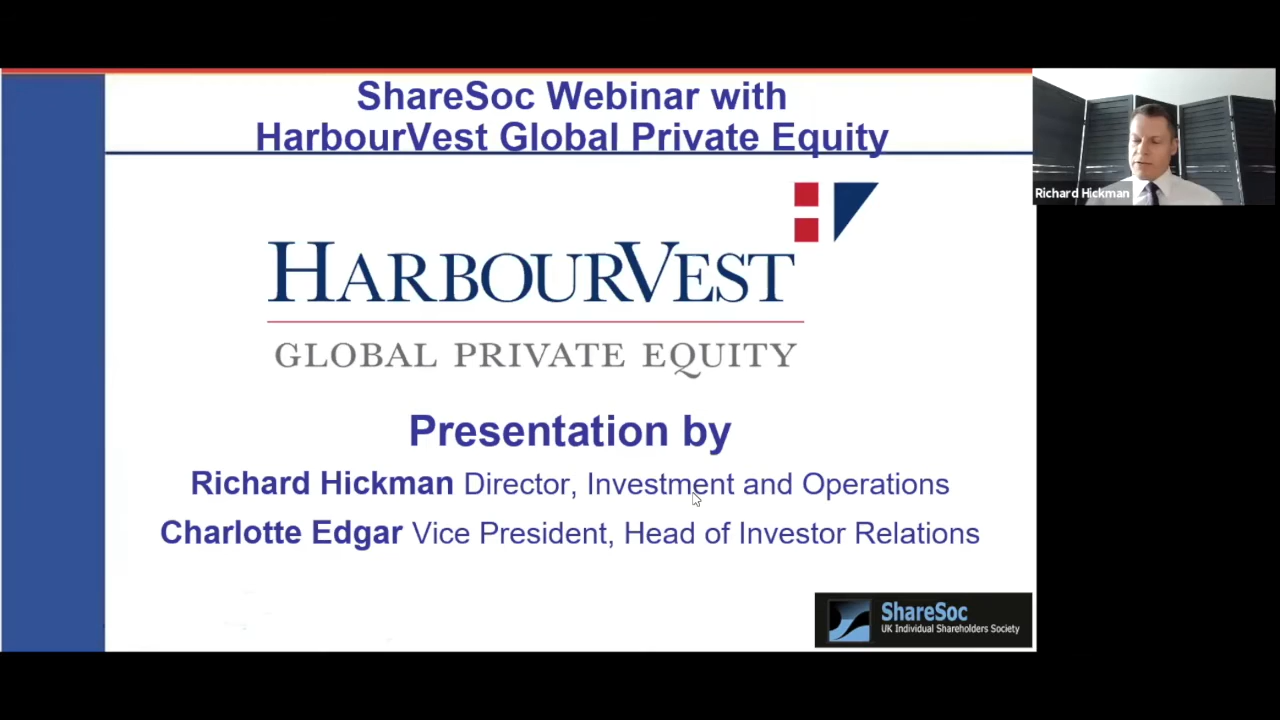 ShareSoc Webinar with
HarbourVest Global Private Equity
HARBOURVEST
GLOBAL PRIVATE EQUITY
Presentation by
Richard Hickman Director, Investment and Operations
Charlotte Edgar Vice President, Head of Investor Relations
ShareSoc
UK Individual Shareholders Society
Richard Hickman